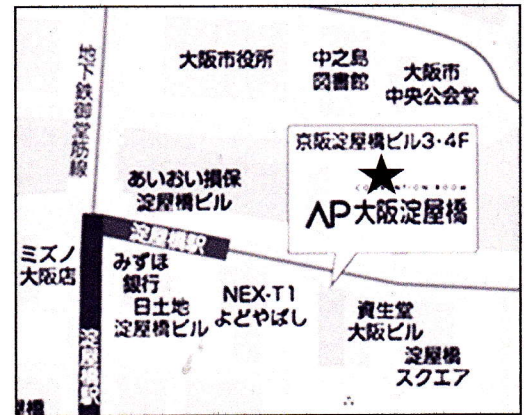 大阪市役所
中之島
図書館
大阪市
中央公会堂
地下鉄御堂筋線
京阪淀屋橋ビル3・4F
AP大阪淀屋橋
あいおい損保
淀屋橋ビル
淀屋橋駅
ミズノ
大阪店
みずほ
銀行
日土地
淀屋橋ビル
NEX-T1
よどやばし
資生堂
大阪ビル
淀屋橋
スクエア
淀屋橋駅